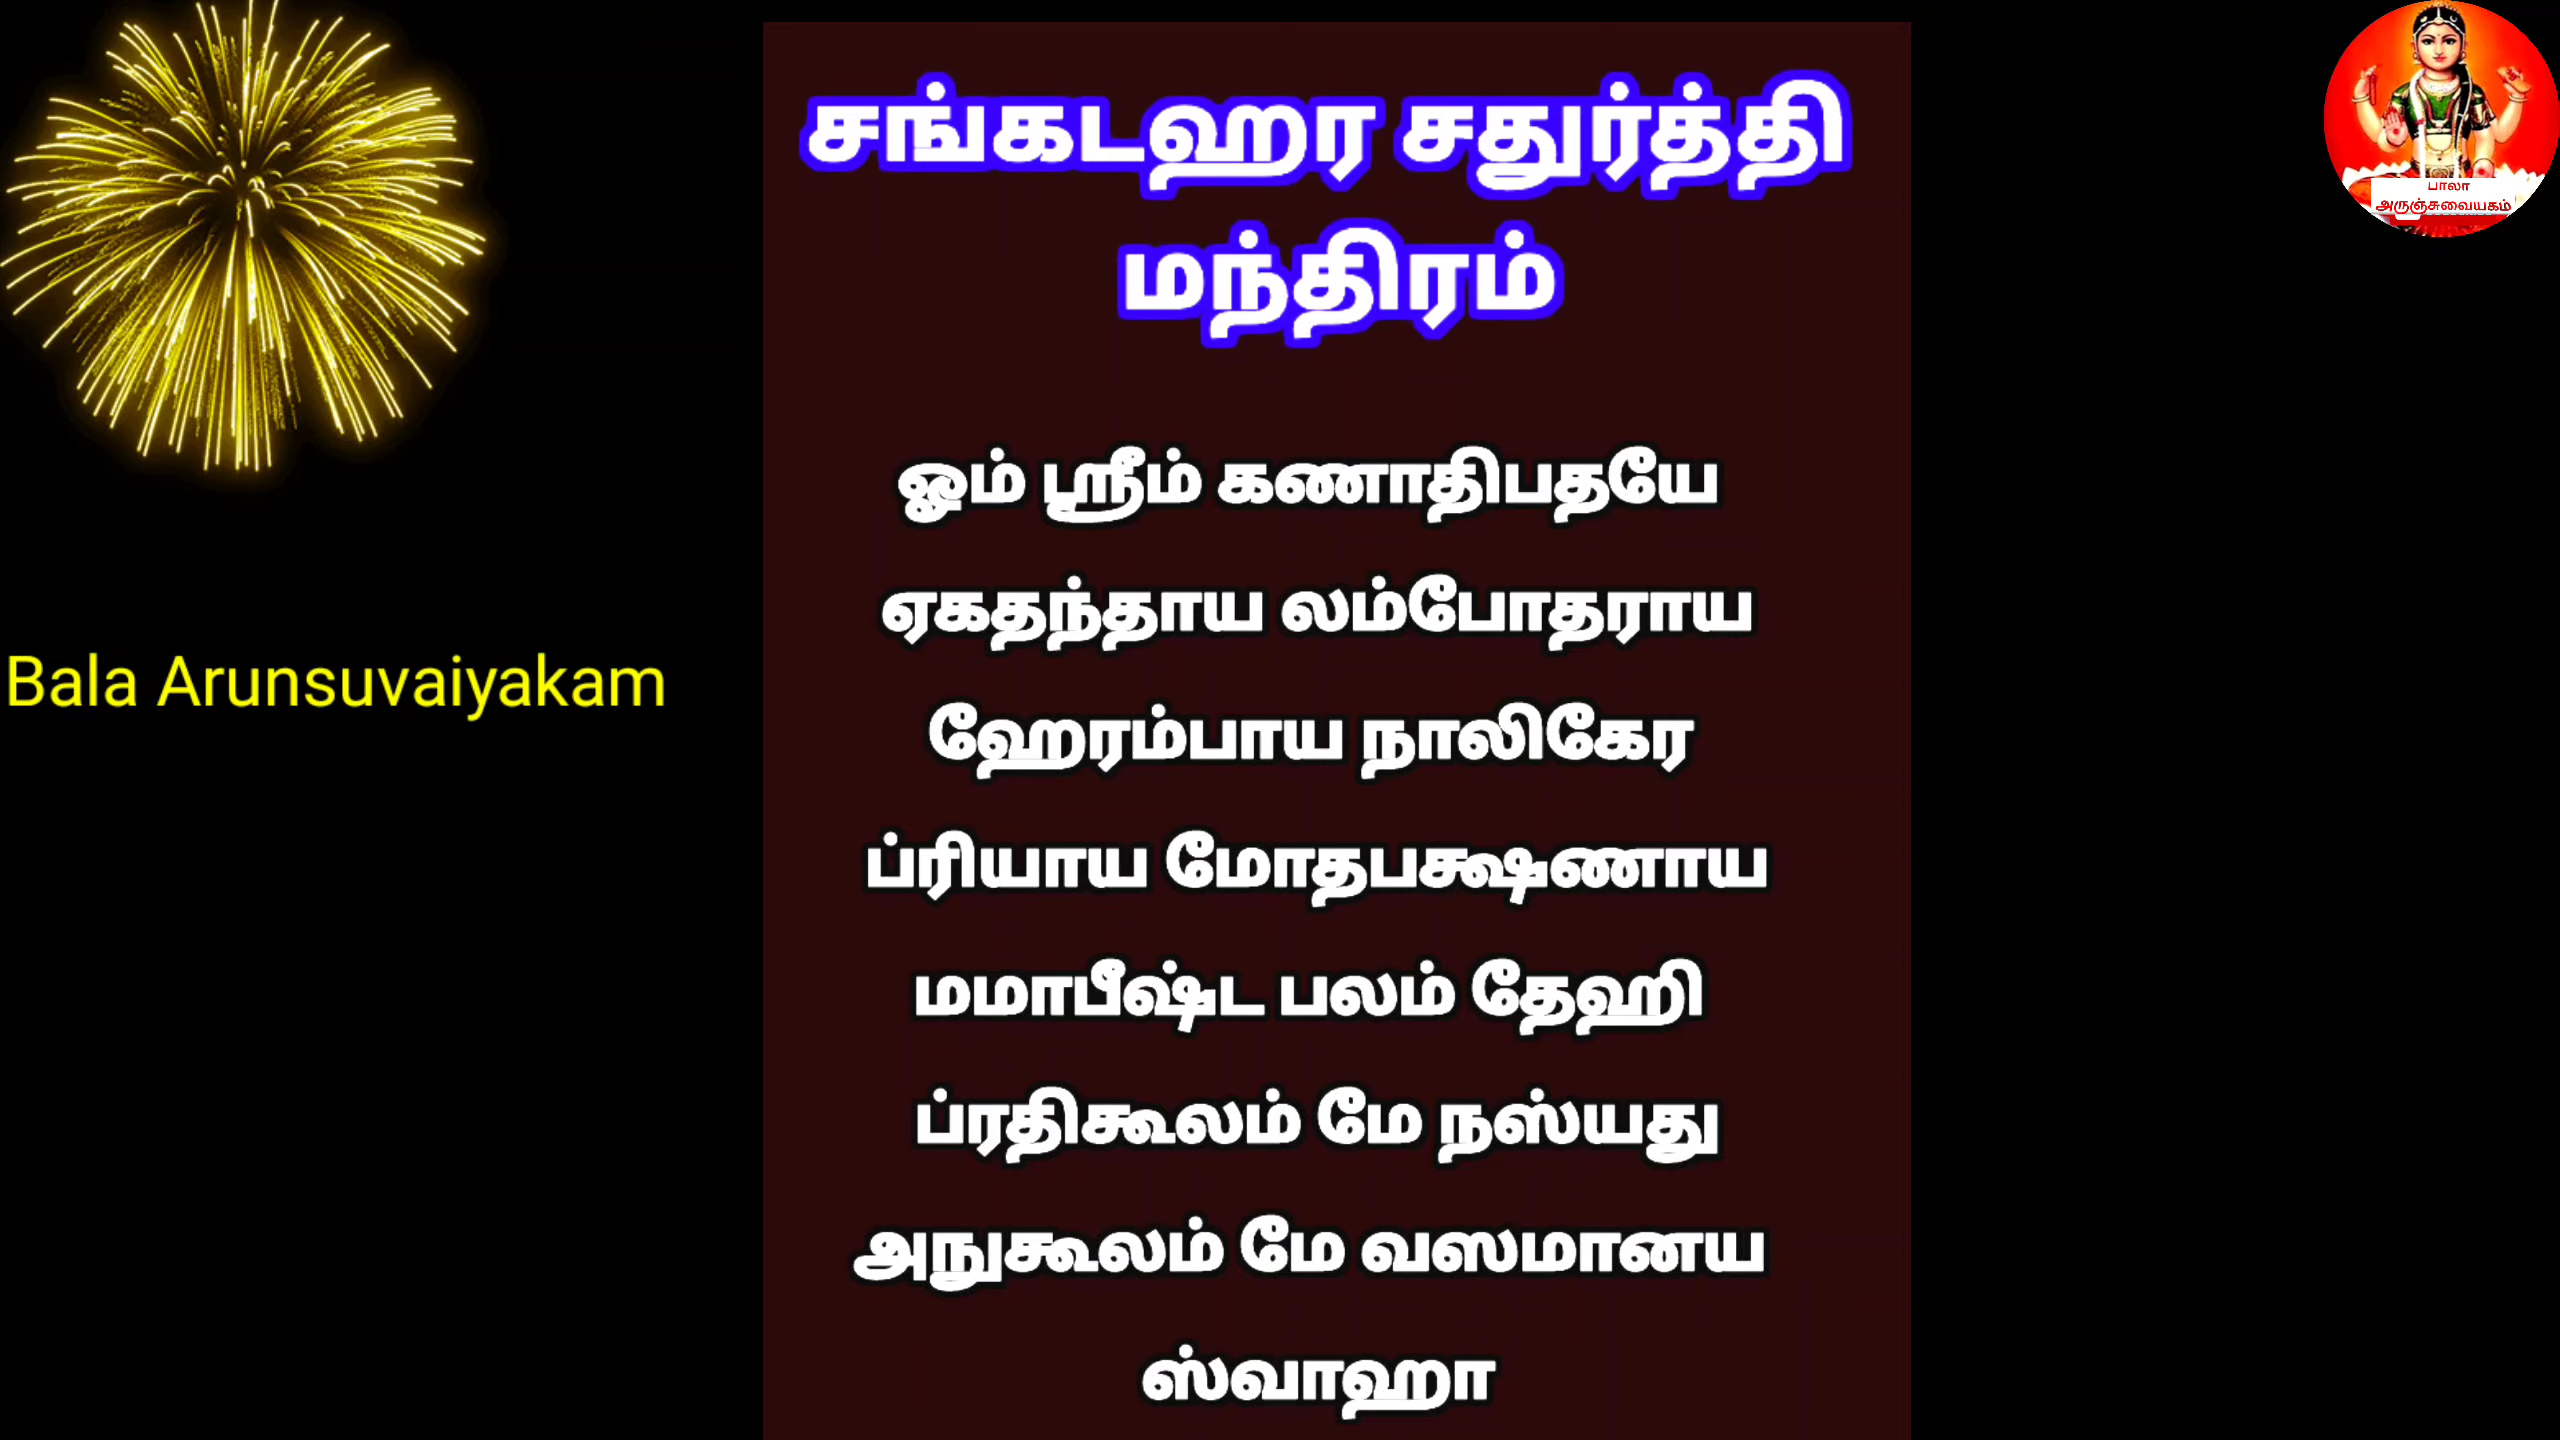 சங்கடஹர சதுர்த்தி
மந்திரம்
ஓம் ஸ்ரீம் கணாதிபதயே
ஏகதந்தாய லம்போதராய
ஹேரம்பாய நாலிகேர
ப்ரியாய மோதபக்ஷணாய
மமாபீஷ்ட பலம் தேஹி
ப்ரதிகூலம் மே நஸ்யது
அநுகூலம் மே வஸமானய
ஸ்வாஹா
Bala Arunsuvaiyakam
பாலா
அருஞ்சுவையகம்